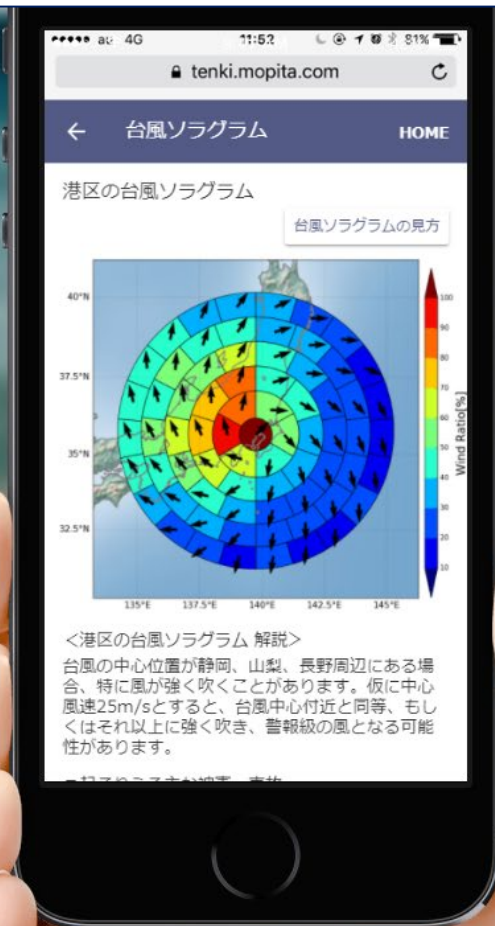 au 4G 11:52 81%
tenki.mopita.com
台風ソラグラム HOME
港区の台風ソラグラム
台風ソラグラムの見方
40°N
37.5°N
35°N
32.5°N
135°E 137.5°E 140°E 142.5°E 145°E
100
90
80
70
60
50
40
30
20
10
Wind Ratio[%]
＜港区の台風ソラグラム 解説＞
台風の中心位置が静岡、山梨、長野周辺にある場
合、特に風が強く吹くことがあります。仮に中心
風速25m/sとすると、台風中心付近と同等、もし
くはそれ以上に強く吹き、警報級の風となる可能
性があります。